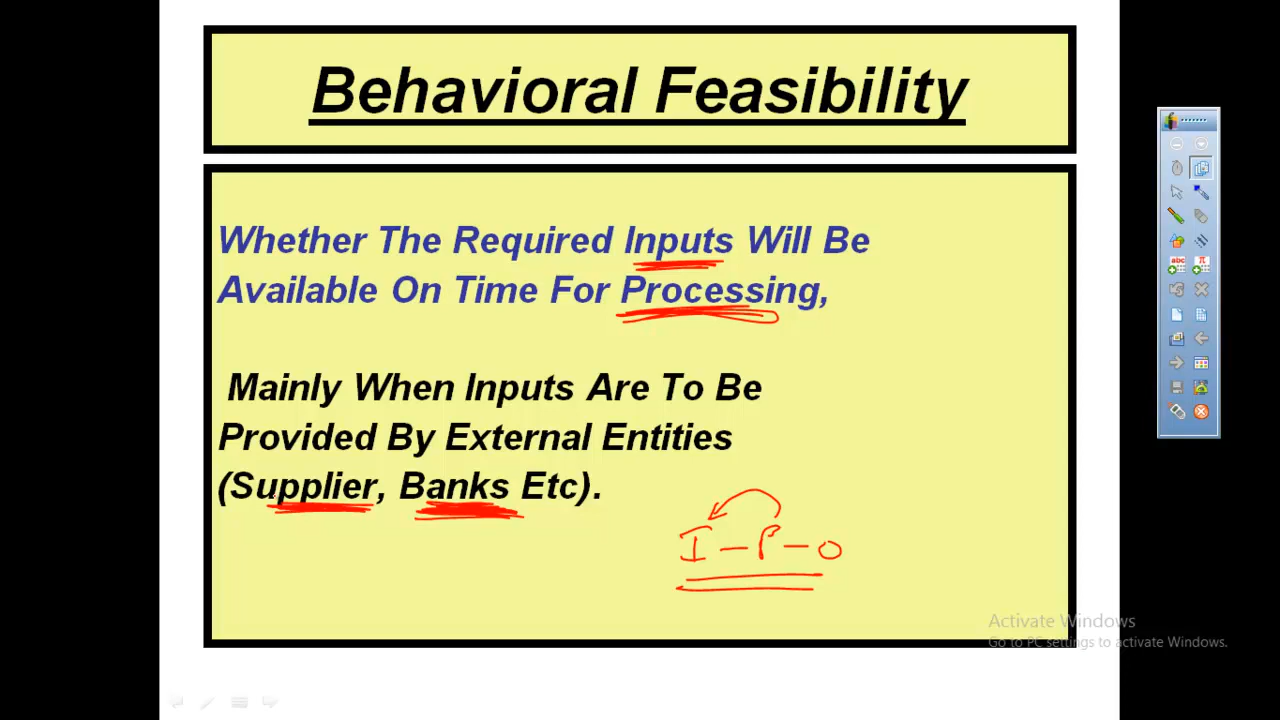 Behavioral Feasibility
Whether The Required Inputs Will Be
Available On Time For Processing,
Mainly When Inputs Are To Be
Provided By External Entities
(Supplier, Banks Etc).
I – P – O
Activate Windows
Go to PC settings to activate Windows.
abc
π